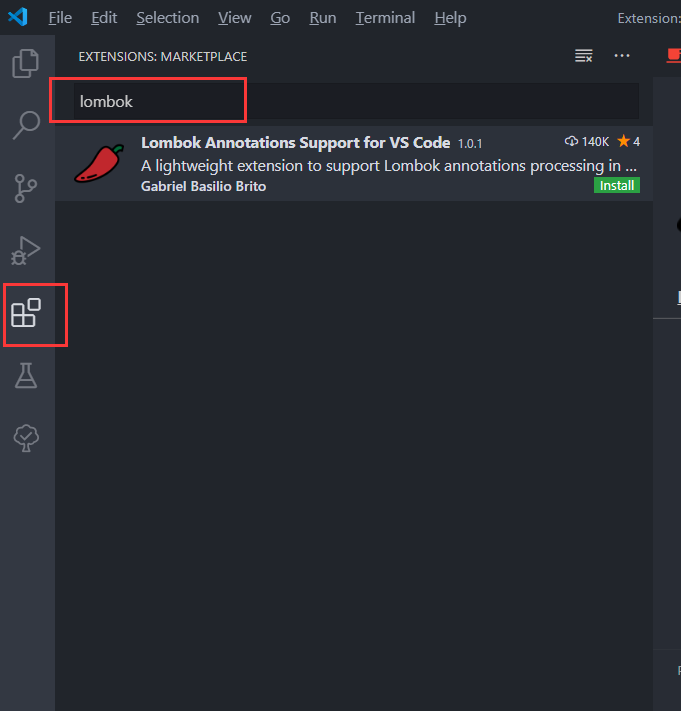 File Edit Selection View Go Run Terminal Help Extension:
EXTENSIONS: MARKETPLACE
lombok
Lombok Annotations Support for VS Code 1.0.1 140K 4
A lightweight extension to support Lombok annotations processing in ...
Gabriel Basilio Brito Install